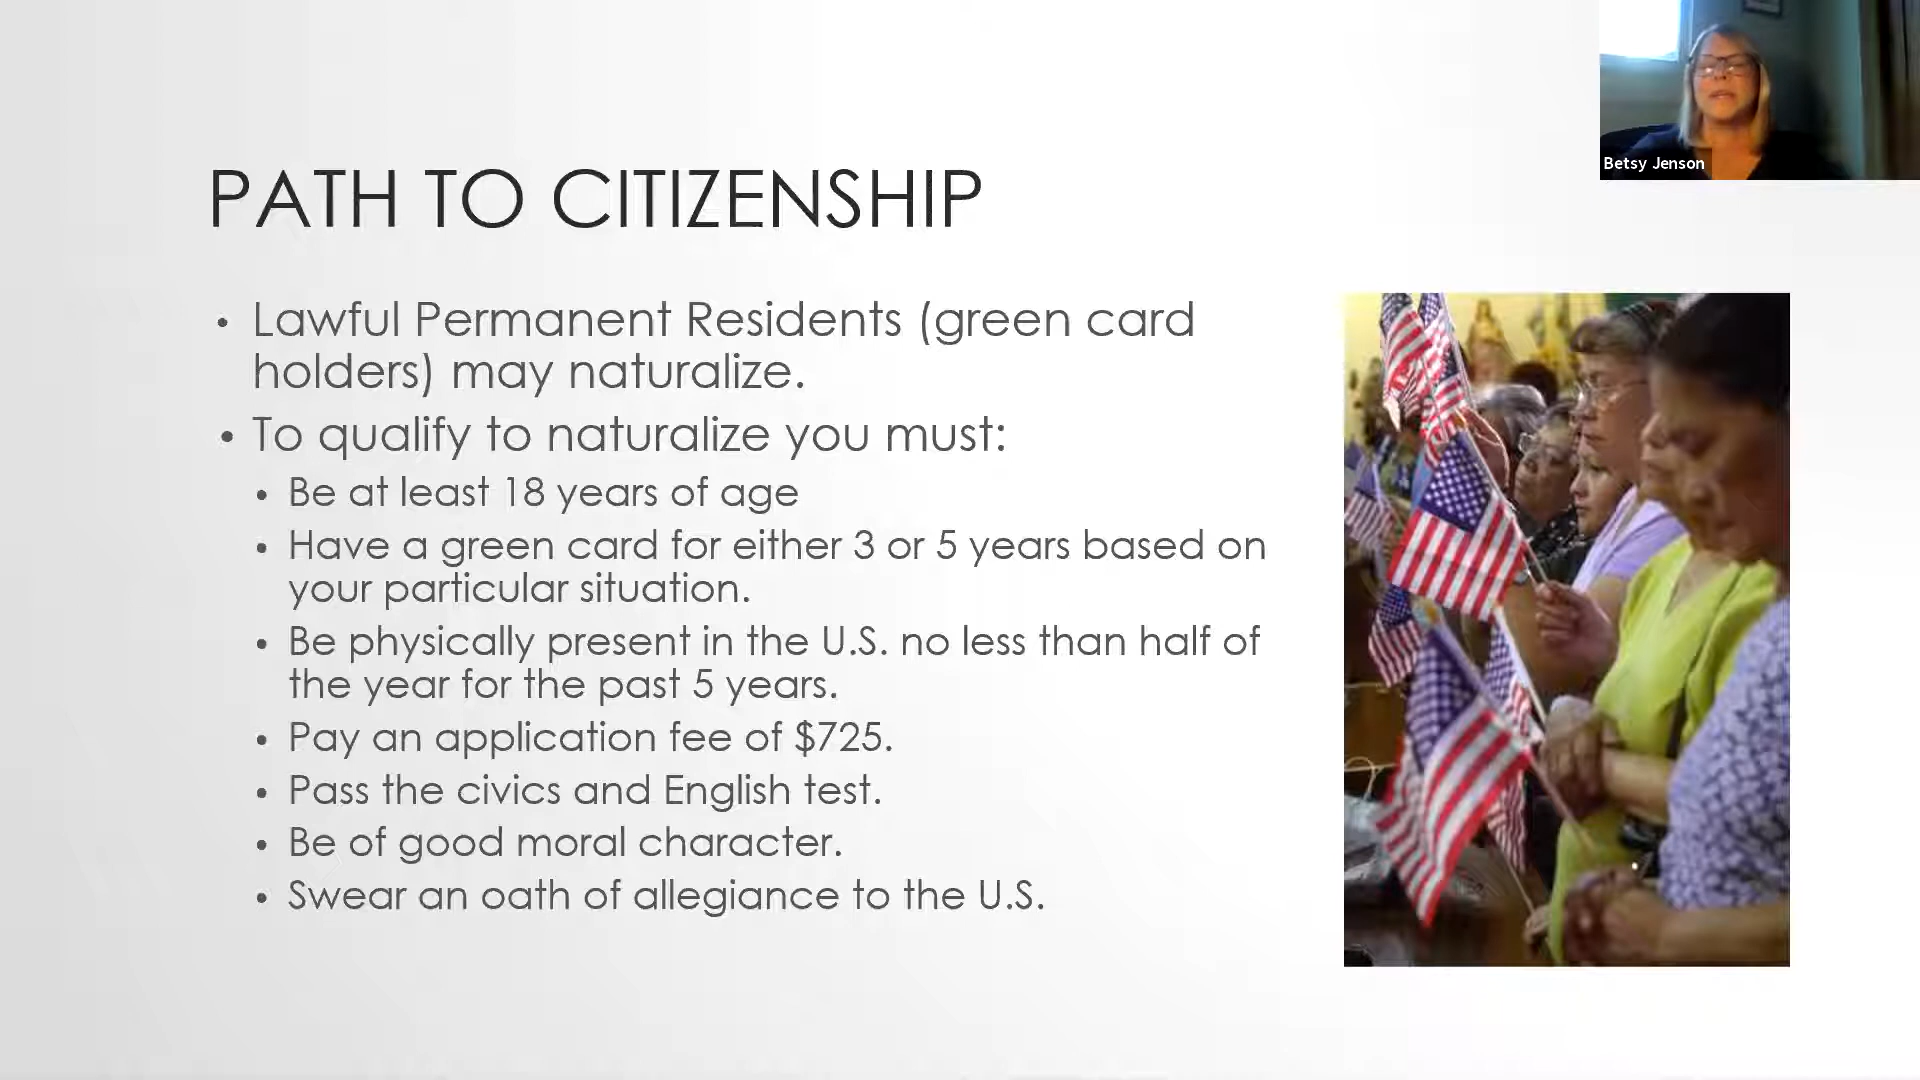 Betsy Jenson
PATH TO CITIZENSHIP
• Lawful Permanent Residents (green card
holders) may naturalize.
• To qualify to naturalize you must:
• Be at least 18 years of age
• Have a green card for either 3 or 5 years based on
your particular situation.
• Be physically present in the U.S. no less than half of
the year for the past 5 years.
• Pay an application fee of $725.
• Pass the civics and English test.
• Be of good moral character.
• Swear an oath of allegiance to the U.S.